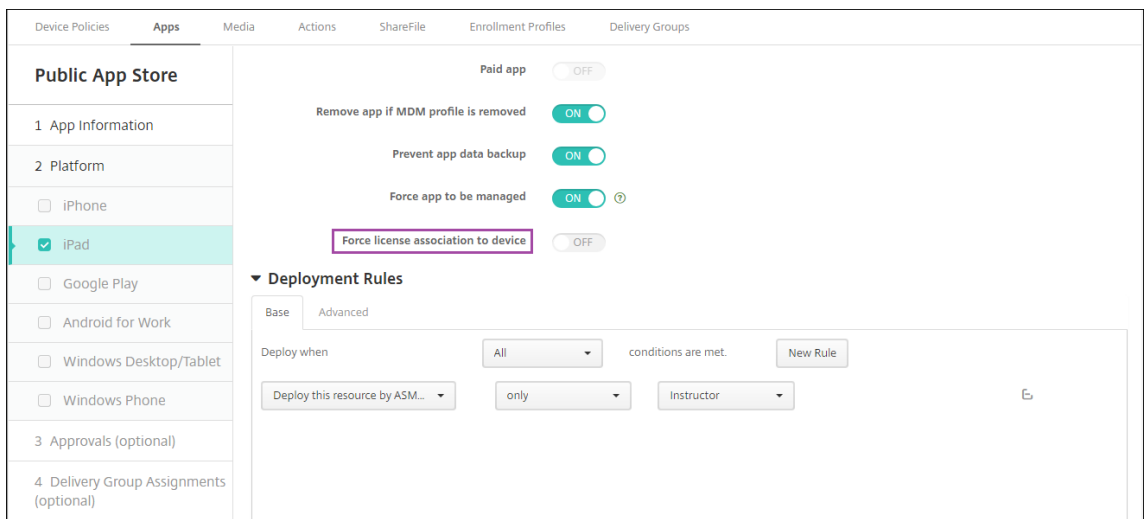 Device Policies Apps Media Actions ShareFile Enrollment Profiles Delivery Groups
Public App Store
1 App Information
2 Platform
iPhone
iPad
Google Play
Android for Work
Windows Desktop/Tablet
Windows Phone
3 Approvals (optional)
4 Delivery Group Assignments
(optional)
Paid app OFF
Remove app if MDM profile is removed ON
Prevent app data backup ON
Force app to be managed ON ?
Force license association to device OFF
Deployment Rules
Base Advanced
Deploy when All conditions are met. New Rule
Deploy this resource by ASM... only Instructor